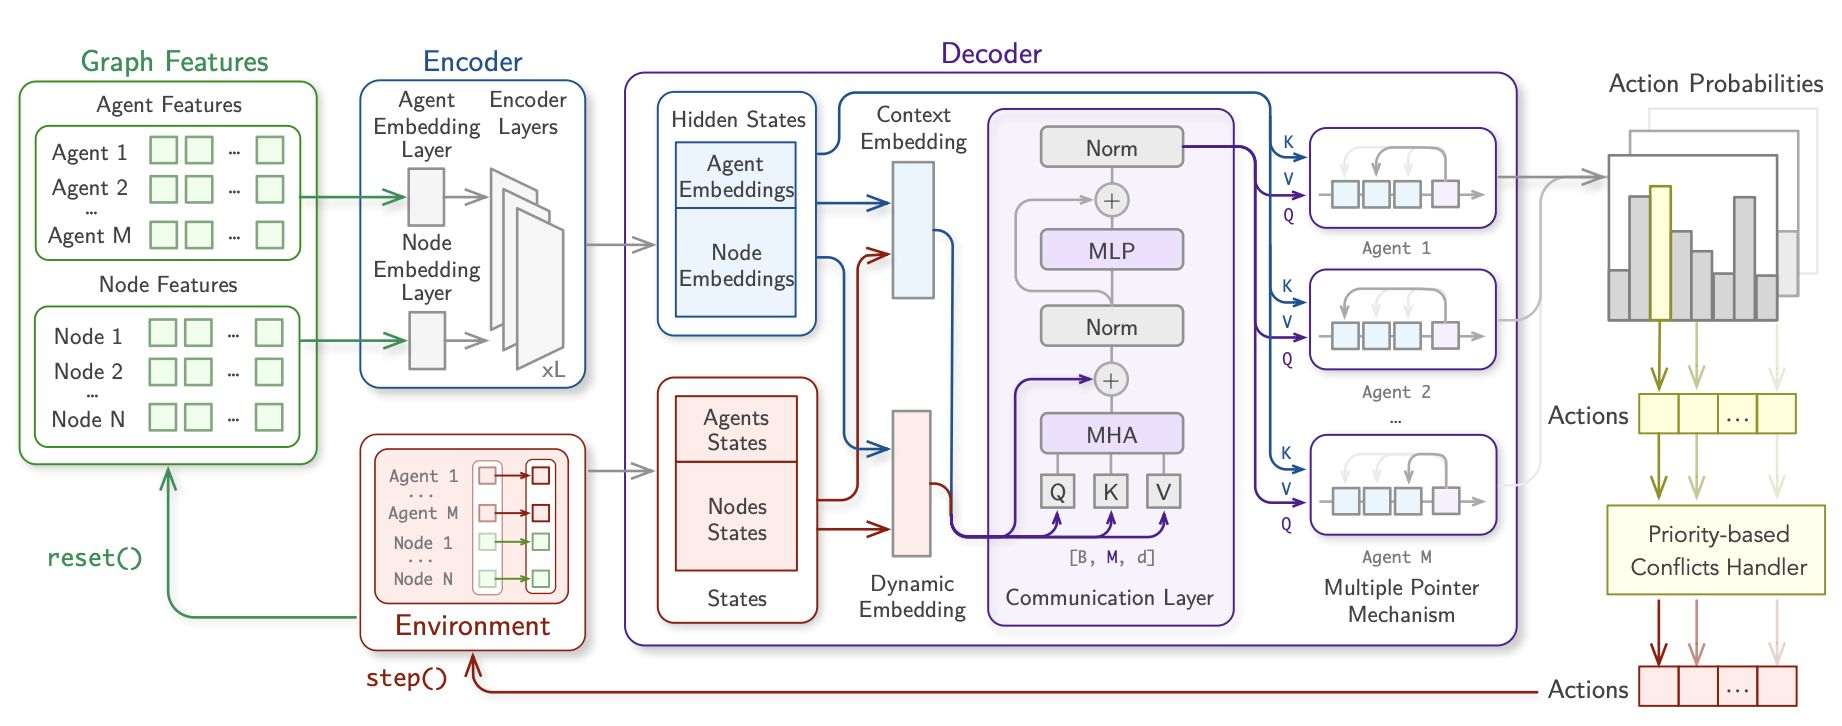 Graph Features
Agent Features
Agent 1
...
Agent 2
...
...
Agent M
...
Node Features
Node 1
...
Node 2
...
...
Node N
...
reset()
Encoder
Agent
Embedding
Layer
Encoder
Layers
Node
Embedding
Layer
xL
Agent 1
...
Agent M
Node 1
...
Node N
Environment
step()
Decoder
Hidden States
Agent
Embeddings
Node
Embeddings
Agents
States
Nodes
States
States
Context
Embedding
Dynamic
Embedding
Norm
+
MLP
Norm
+
MHA
Q K V
[B, M, d]
Communication Layer
K
V
Q
Agent 1
K
V
Q
Agent 2
...
K
V
Q
Agent M
Multiple Pointer
Mechanism
Action Probabilities
Actions
...
Priority-based
Conflicts Handler
Actions
...